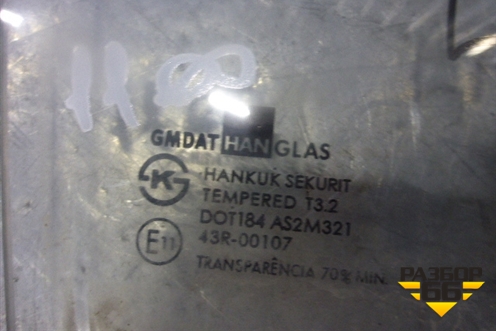 1100
GMDAT HAN GLAS
K
HANKUK SEKURIT
TEMPERED T3.2
DOT184 AS2M321
E11
43R-00107
TRANSPARÊNCIA 70% MIN.
РАЗБОР
66